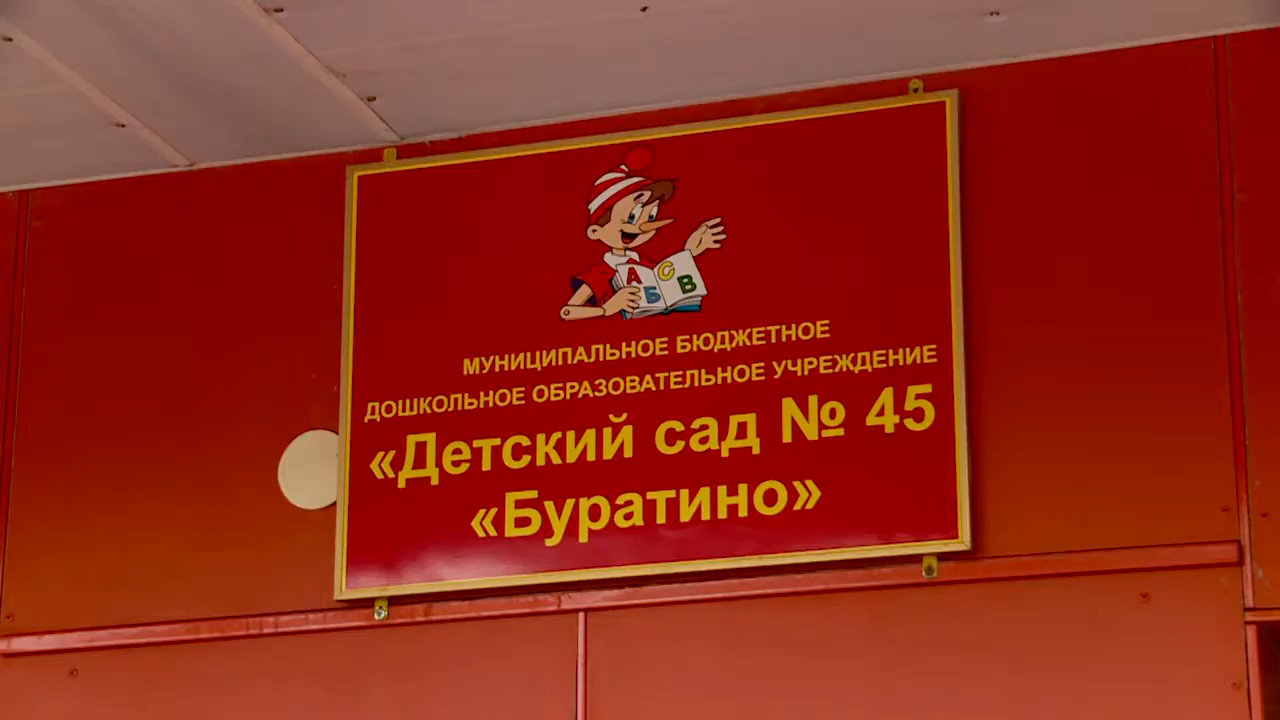 А С
Б В
МУНИЦИПАЛЬНОЕ БЮДЖЕТНОЕ
ДОШКОЛЬНОЕ ОБРАЗОВАТЕЛЬНОЕ УЧРЕЖДЕНИЕ
«Детский сад № 45
«Буратино»